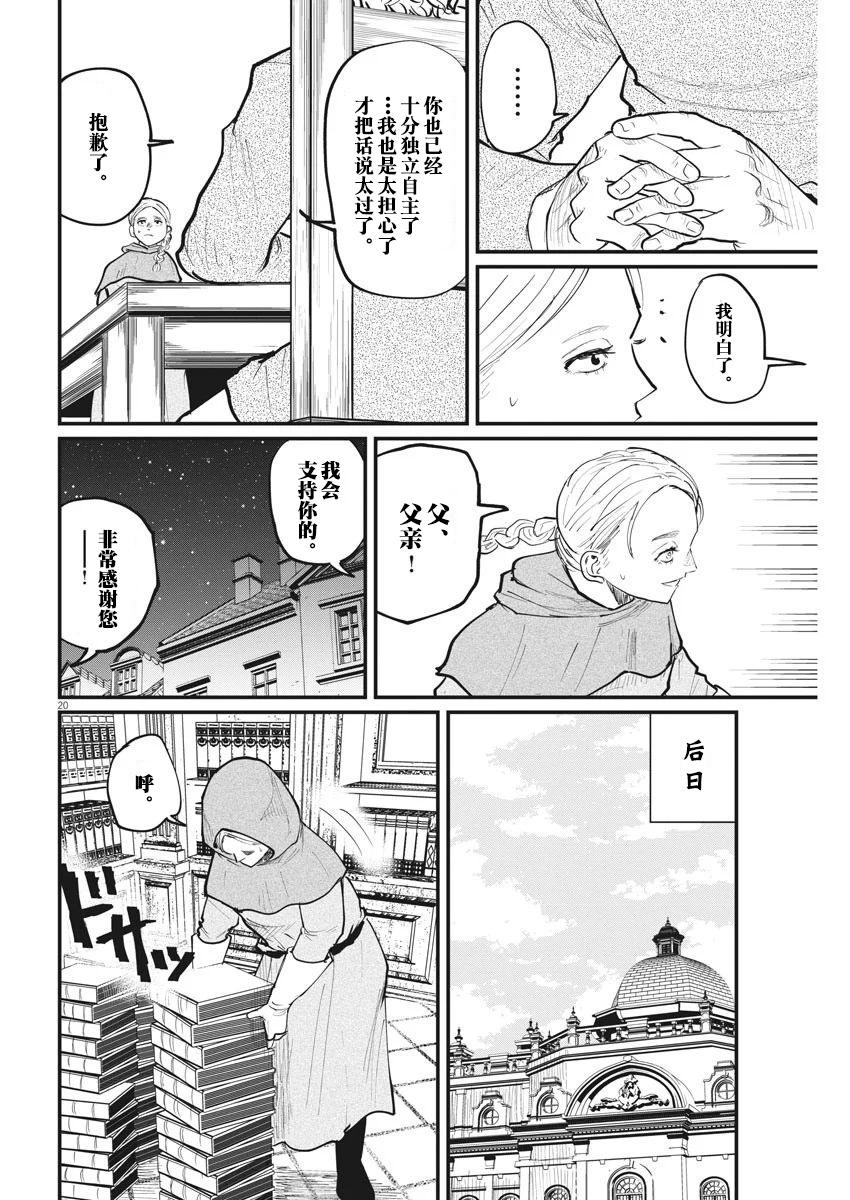 ……
你也已经
十分独立自主了
…我也是太担心了
才把话说太过了。
抱歉了。
我明白了。
父、
父亲！
我会
支持你的。
非常感谢您
——！
20
后日
呼。
ドサッ